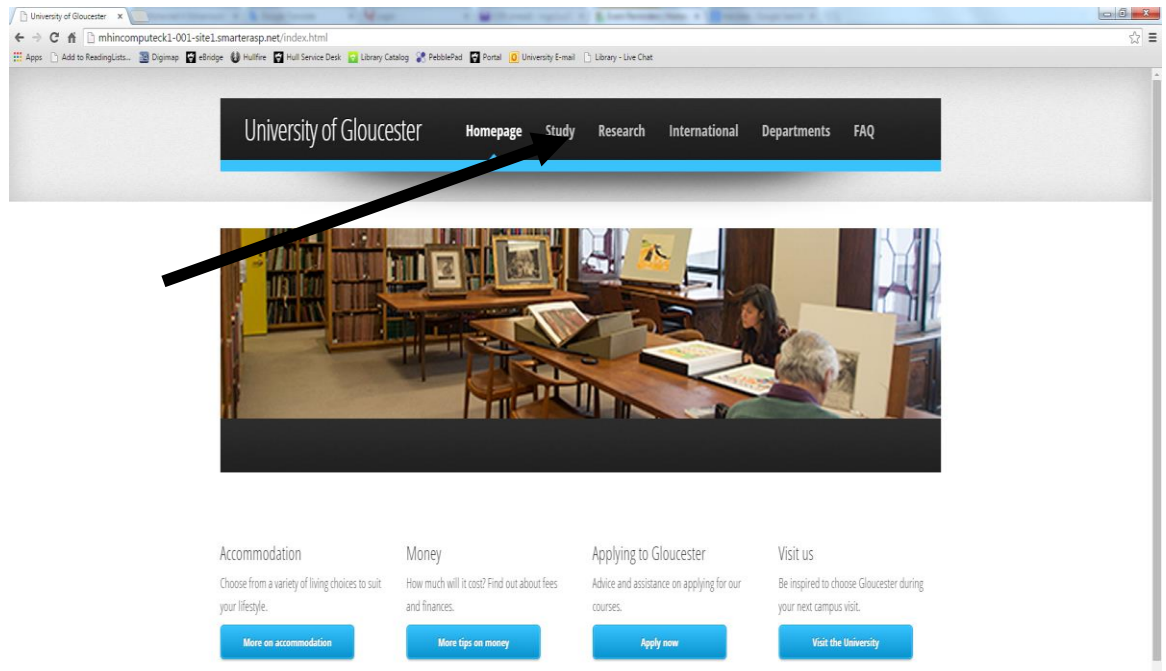 University of Gloucester
mhincomputeck1-001-site1.smarterasp.net/index.html
Apps Add to ReadingLists... Digimap eBridge Hullfire Hull Service Desk Library Catalog PebblePad Portal University E-mail Library - Live Chat
University of Gloucester Homepage Study Research International Departments FAQ
Accommodation
Choose from a variety of living choices to suit
your lifestyle.
More on accommodation
Money
How much will it cost? Find out about fees
and finances.
More tips on money
Applying to Gloucester
Advice and assistance on applying for our
courses.
Apply now
Visit us
Be inspired to choose Gloucester during
your next campus visit.
Visit the University